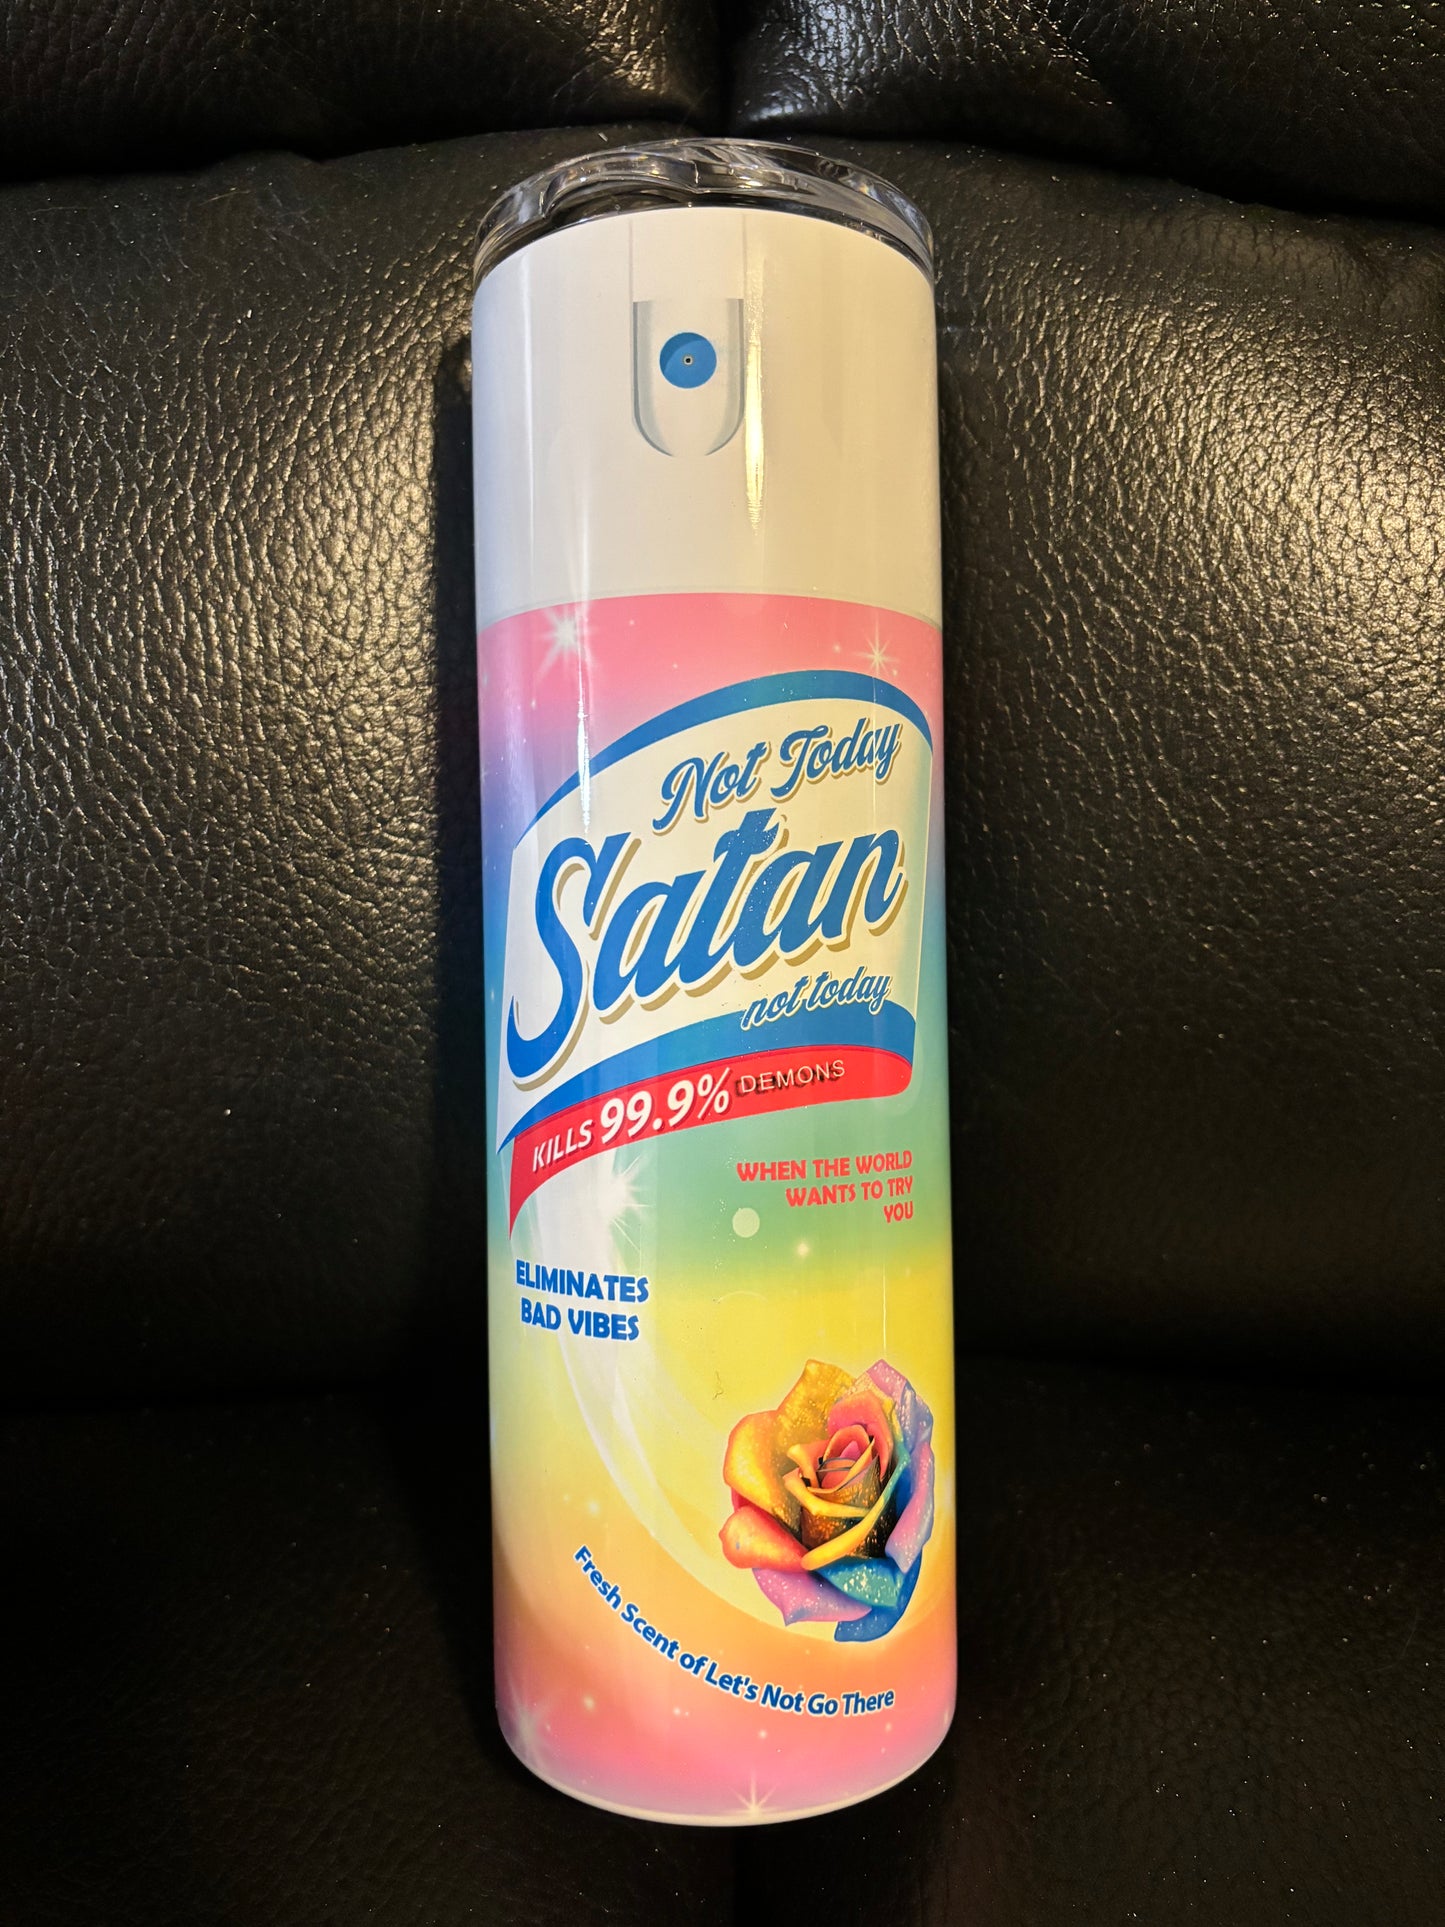 Not Today
Satan
not today
KILLS 99.9% DEMONS
WHEN THE WORLD
WANTS TO TRY
YOU
ELIMINATES
BAD VIBES
Fresh Scent of Let's Not Go There